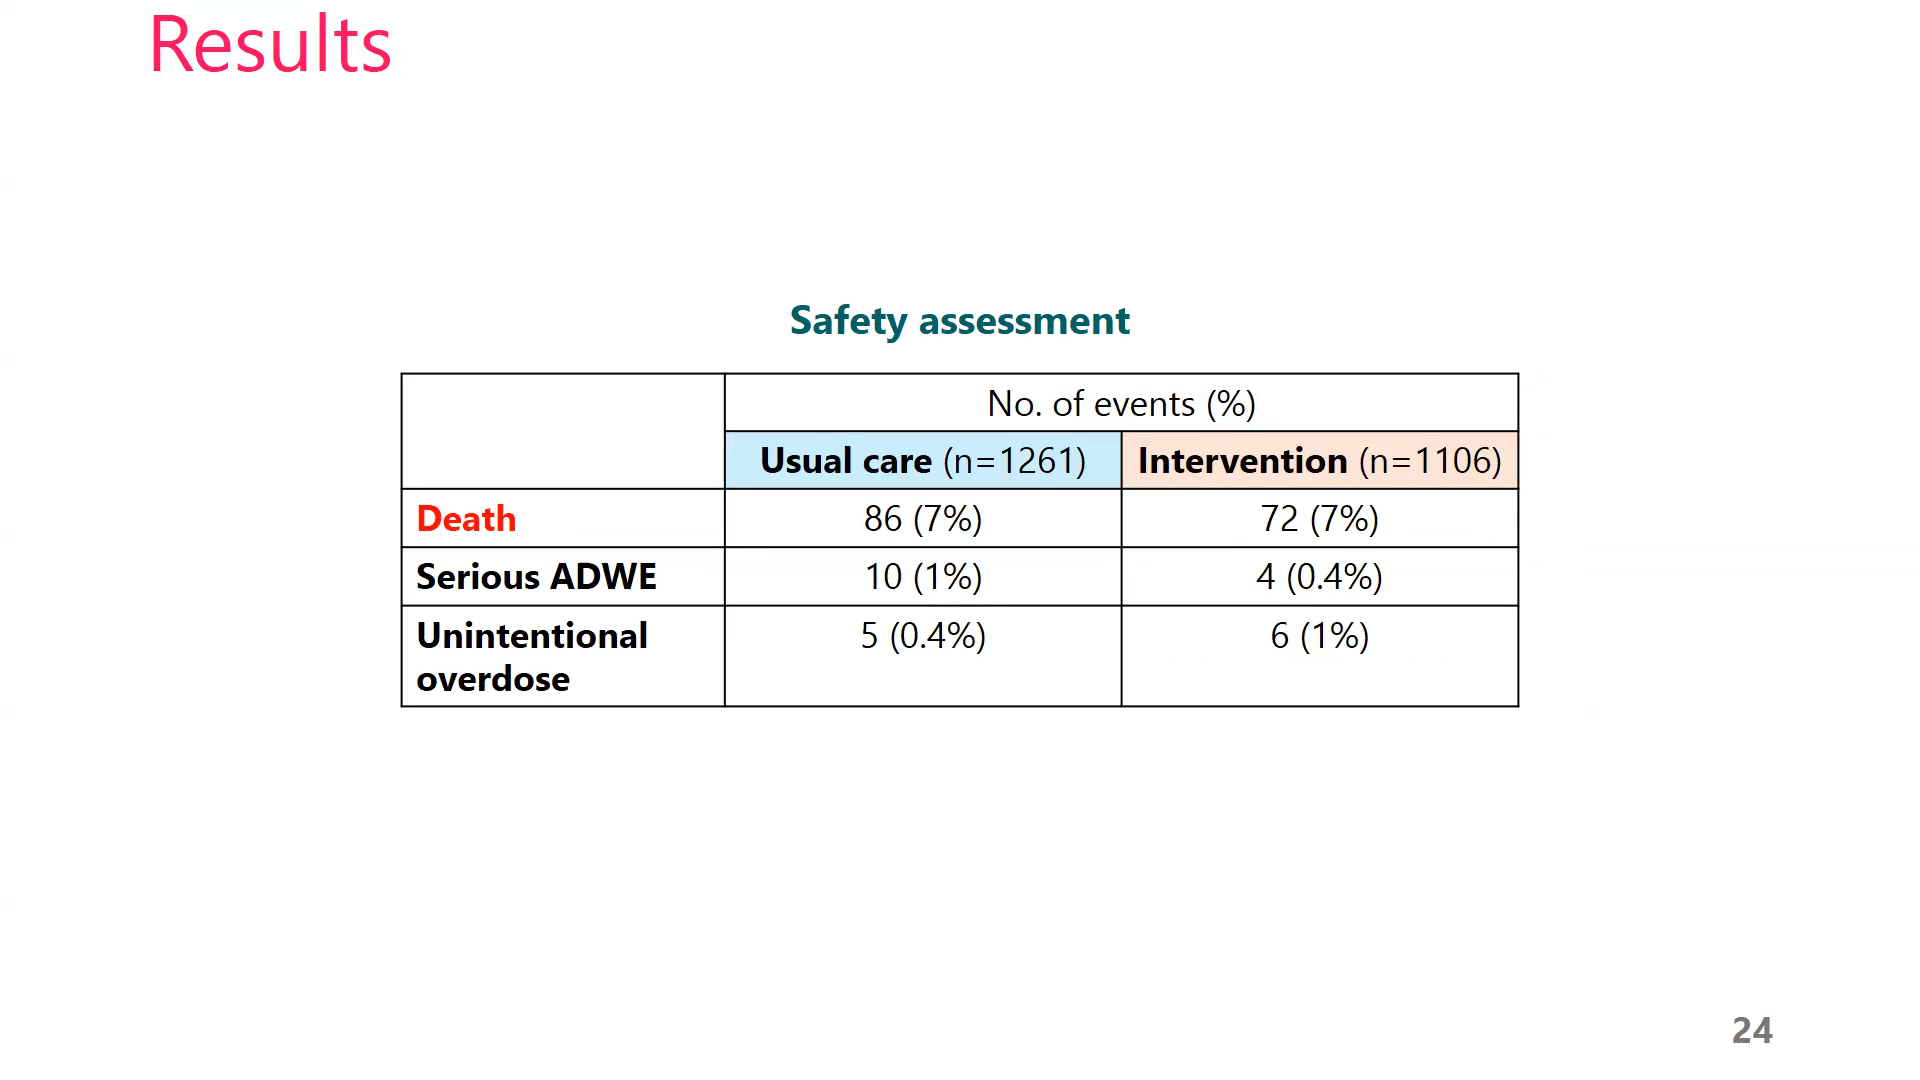 Results
Safety assessment
No. of events (%)
Usual care (n=1261) Intervention (n=1106)
Death 86 (7%) 72 (7%)
Serious ADWE 10 (1%) 4 (0.4%)
Unintentional 5 (0.4%) 6 (1%)
overdose
24